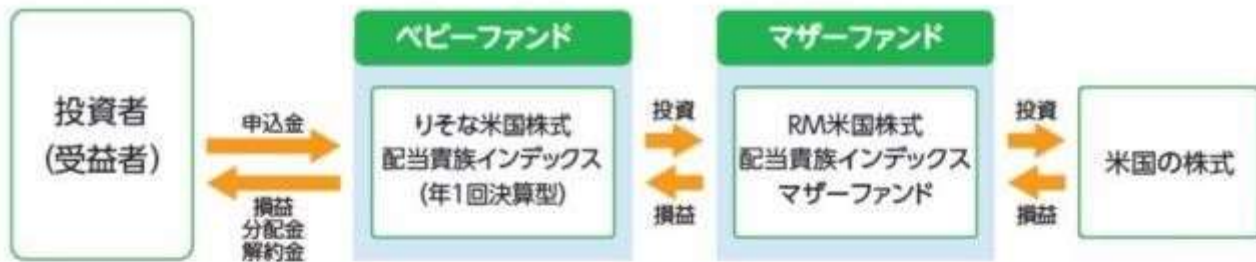 ベビーファンド
マザーファンド
投資者
(受益者)
申込金
損益
分配金
解約金
りそな米国株式
配当貴族インデックス
(年1回決算型)
投資
損益
RM米国株式
配当貴族インデックス
マザーファンド
投資
損益
米国の株式